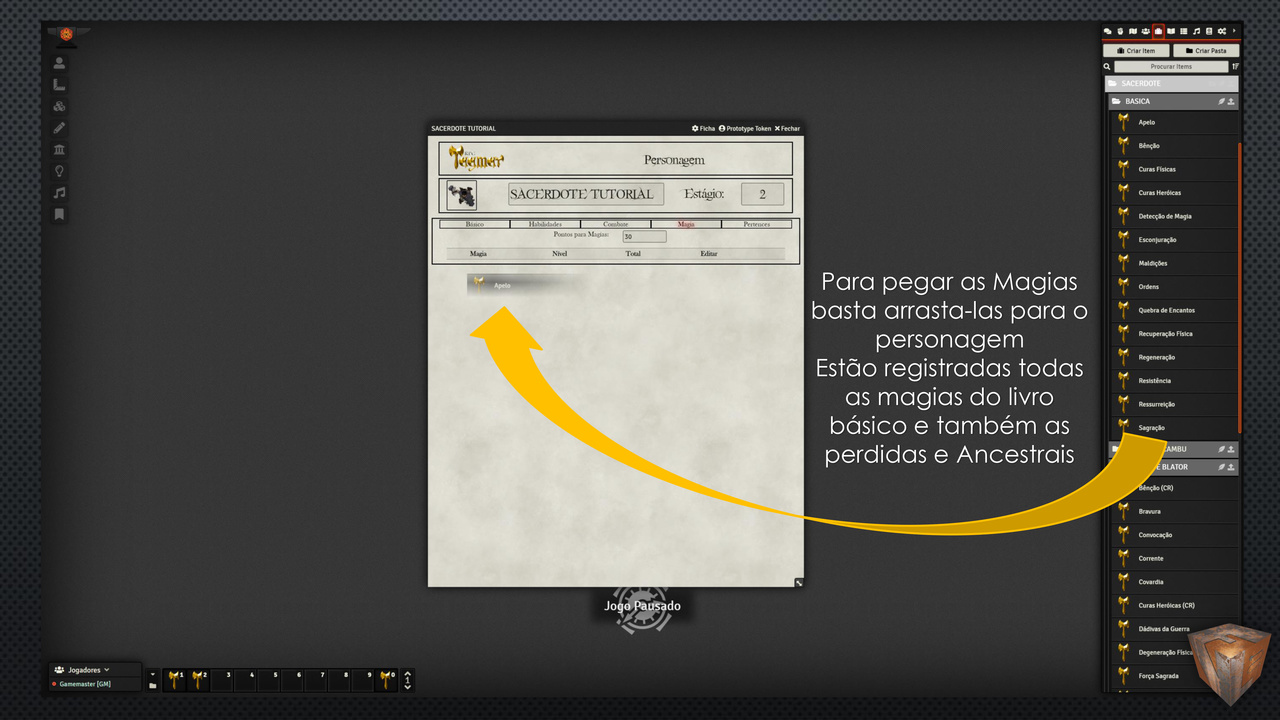 SACERDOTE TUTORIAL
Ficha
Prototype Token
Fechar
Tagmar
Personagem
SACERDOTE TUTORIAL
Estágio:
2
Básico
Habilidades
Combate
Magia
Pertences
Pontos para Magias:
30
Magia
Nível
Total
Editar
Apelo
Para pegar as Magias
basta arrasta-las para o
personagem
Estão registradas todas
as magias do livro
básico e também as
perdidas e Ancestrais
Jogo Pausado
Jogadores
Gamemaster [GM]
1
2
3
4
5
6
7
8
9
0
1
Criar Item
Criar Pasta
Procurar Items
SACERDOTE
BASICA
Apelo
Bênção
Curas Físicas
Curas Heróicas
Detecção de Magia
Esconjuração
Maldições
Ordens
Quebra de Encantos
Recuperação Física
Regeneração
Resistência
Ressurreição
Sagração
CAMBU
E BLATOR
Bênção (CR)
Bravura
Convocação
Corrente
Covardia
Curas Heróicas (CR)
Dádivas da Guerra
Degeneração Físic
Força Sagrada